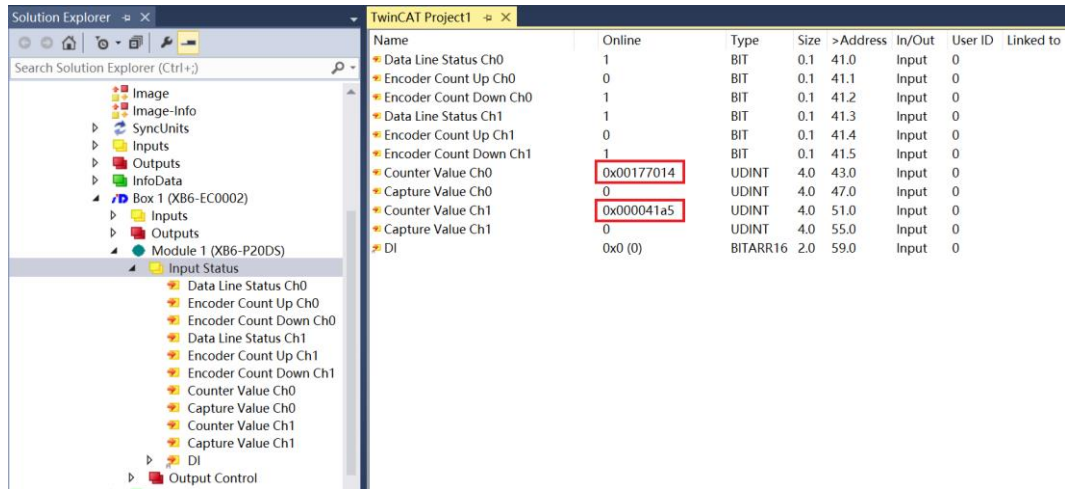 Solution Explorer
Search Solution Explorer (Ctrl+;)
Image
Image-Info
SyncUnits
Inputs
Outputs
InfoData
Box 1 (XB6-EC0002)
Inputs
Outputs
Module 1 (XB6-P20DS)
Input Status
Data Line Status Ch0
Encoder Count Up Ch0
Encoder Count Down Ch0
Data Line Status Ch1
Encoder Count Up Ch1
Encoder Count Down Ch1
Counter Value Ch0
Capture Value Ch0
Counter Value Ch1
Capture Value Ch1
DI
Output Control
TwinCAT Project1
Name Online Type Size >Address In/Out User ID Linked to
Data Line Status Ch0 1 BIT 0.1 41.0 Input 0
Encoder Count Up Ch0 0 BIT 0.1 41.1 Input 0
Encoder Count Down Ch0 1 BIT 0.1 41.2 Input 0
Data Line Status Ch1 1 BIT 0.1 41.3 Input 0
Encoder Count Up Ch1 0 BIT 0.1 41.4 Input 0
Encoder Count Down Ch1 1 BIT 0.1 41.5 Input 0
Counter Value Ch0 0x00177014 UDINT 4.0 43.0 Input 0
Capture Value Ch0 0 UDINT 4.0 47.0 Input 0
Counter Value Ch1 0x000041a5 UDINT 4.0 51.0 Input 0
Capture Value Ch1 0 UDINT 4.0 55.0 Input 0
DI 0x0 (0) BITARR16 2.0 59.0 Input 0